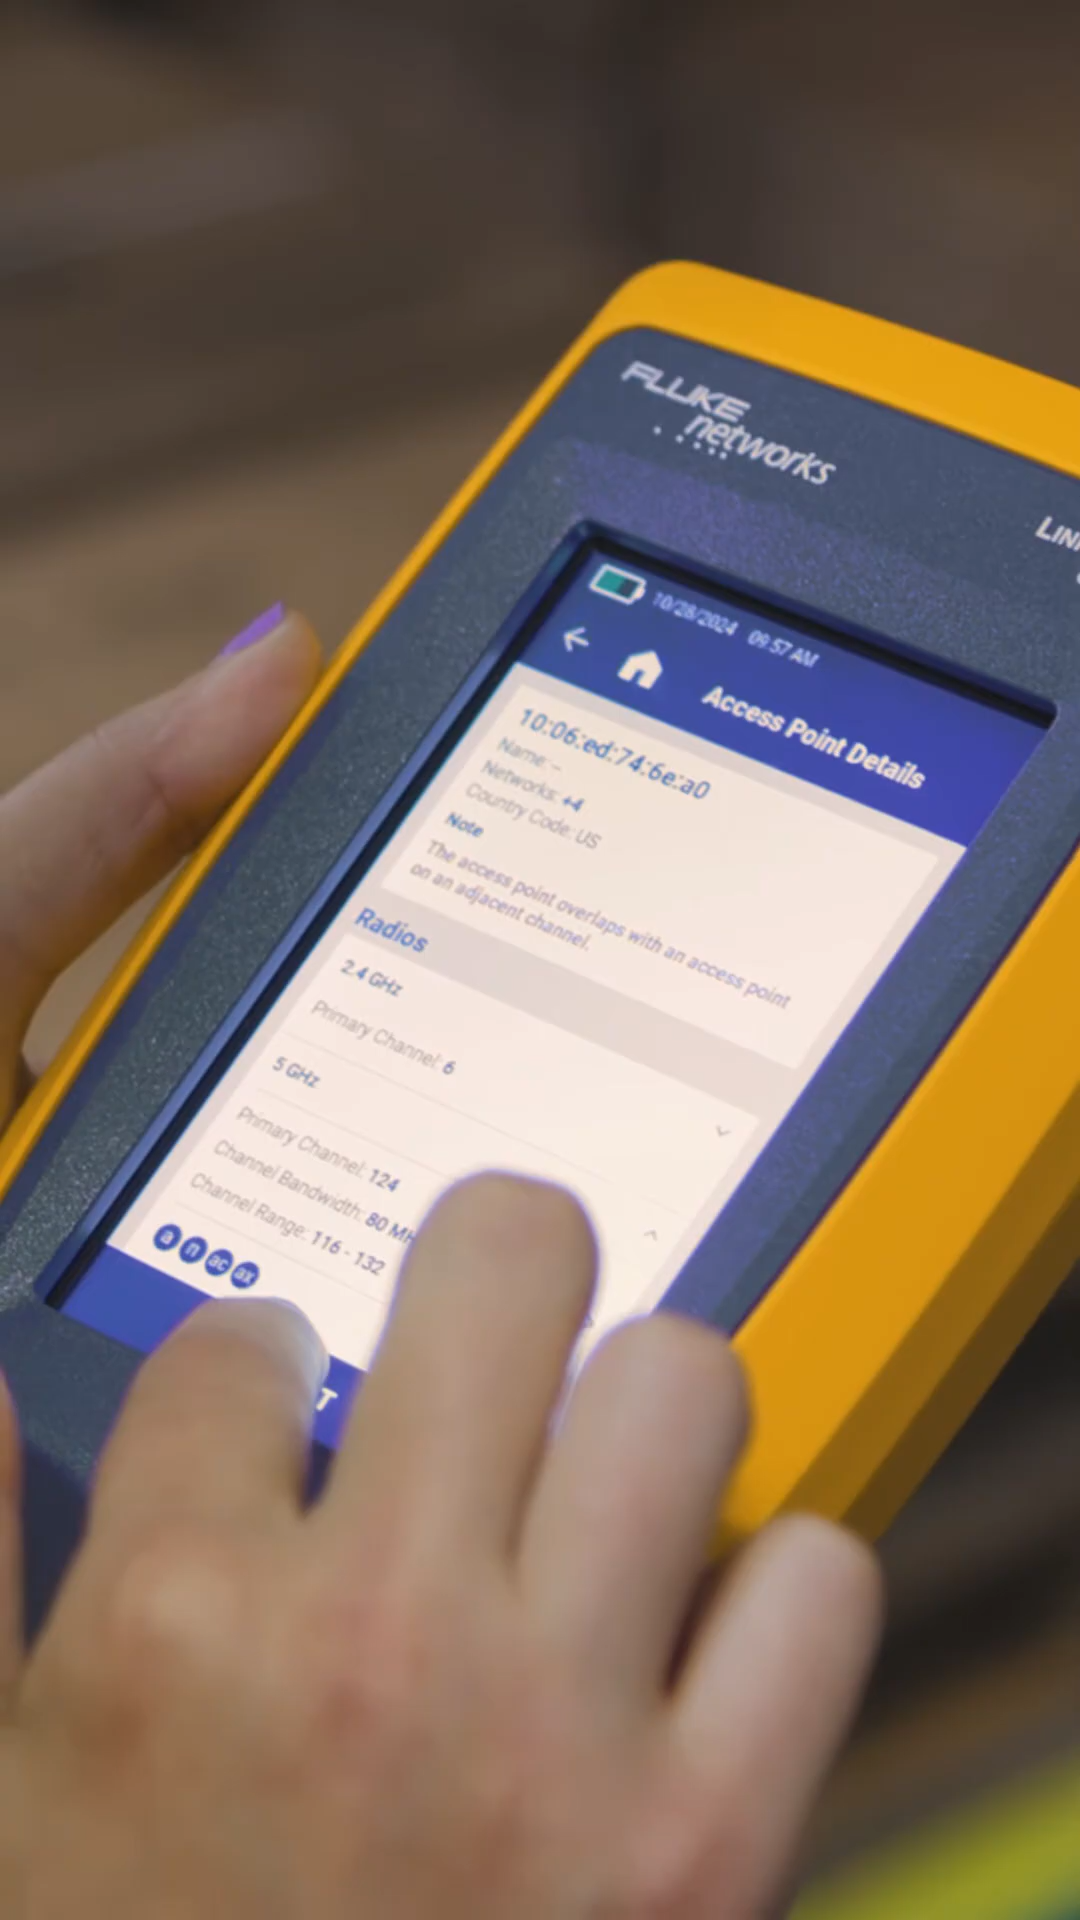 FLUKE
networks
10/28/2024 09:57 AM
Access Point Details
10:06:ed:74:6e:a0
Name: --
Networks: +4
Country Code: US
Note
The access point overlaps with an access point
on an adjacent channel.
Radios
2.4 GHz
Primary Channel: 6
5 GHz
Primary Channel: 124
Channel Bandwidth: 80
Channel Range: 116 - 132
a n ac ax